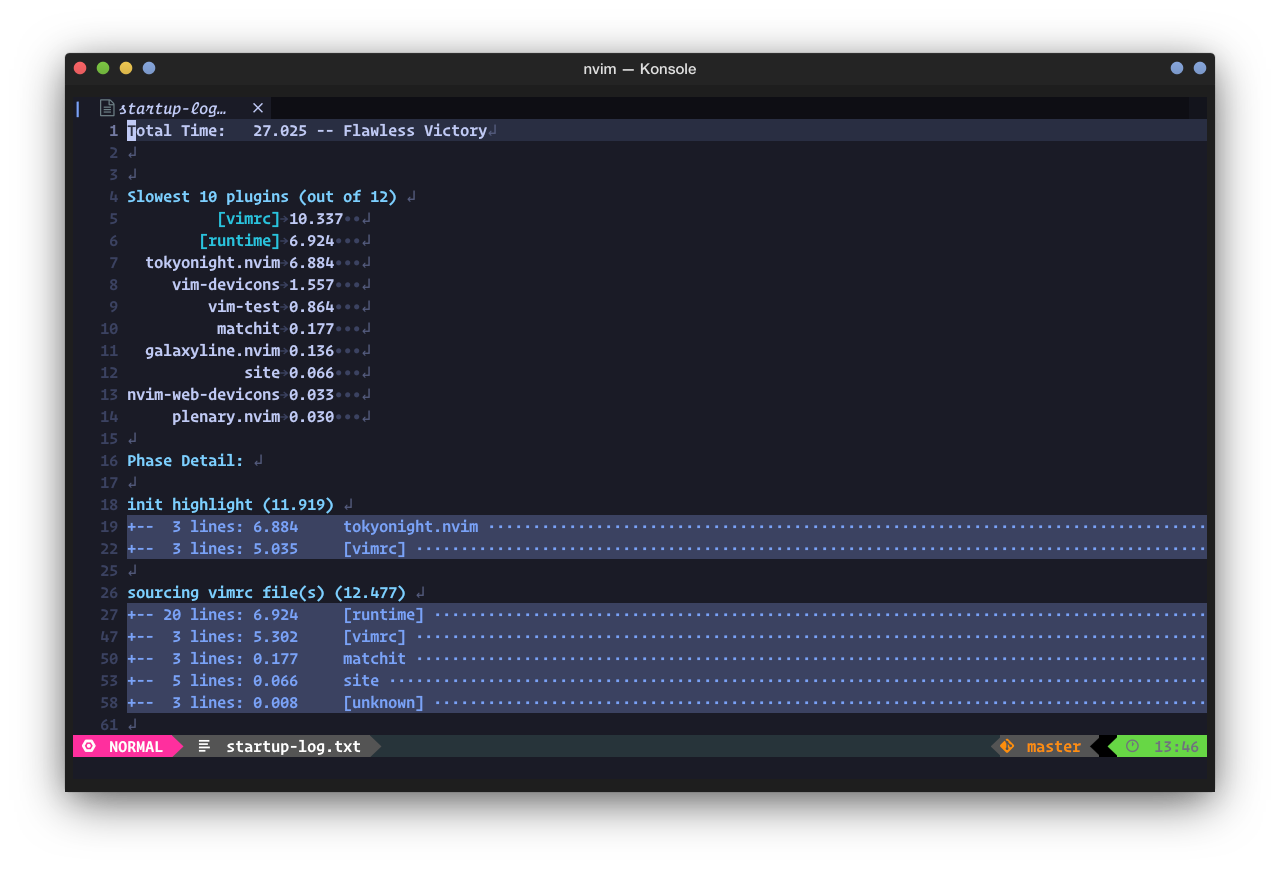 nvim — Konsole
startup-log… ✕
1 Total Time: 27.025 -- Flawless Victory↲
2 ↲
3 ↲
4 Slowest 10 plugins (out of 12) ↲
5 [vimrc]→10.337••↲
6 [runtime]→6.924•••↲
7 tokyonight.nvim→6.884•••↲
8 vim-devicons→1.557•••↲
9 vim-test→0.864•••↲
10 matchit→0.177•••↲
11 galaxyline.nvim→0.136•••↲
12 site→0.066•••↲
13 nvim-web-devicons→0.033•••↲
14 plenary.nvim→0.030•••↲
15 ↲
16 Phase Detail: ↲
17 ↲
18 init highlight (11.919) ↲
19 +-- 3 lines: 6.884 tokyonight.nvim ················································································
22 +-- 3 lines: 5.035 [vimrc] ························································································
25 ↲
26 sourcing vimrc file(s) (12.477) ↲
27 +-- 20 lines: 6.924 [runtime] ······················································································
47 +-- 3 lines: 5.302 [vimrc] ························································································
50 +-- 3 lines: 0.177 matchit ························································································
53 +-- 5 lines: 0.066 site ···························································································
58 +-- 3 lines: 0.008 [unknown] ······················································································
61 ↲
NORMAL startup-log.txt master 13:46